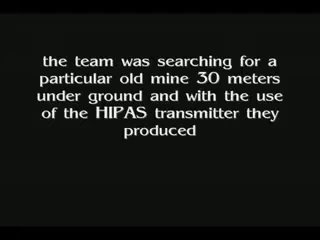 the team was searching for a
particular old mine 30 meters
under ground and with the use
of the HIPAS transmitter they
produced